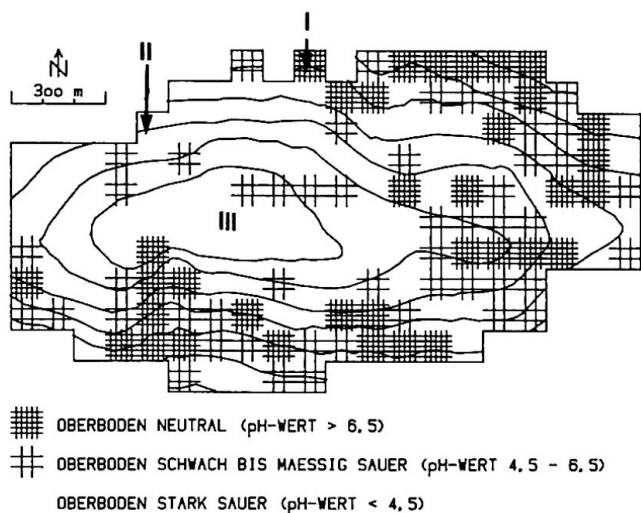 I
II
N
300 m
III
OBERBODEN NEUTRAL (pH-WERT > 6,5)
OBERBODEN SCHWACH BIS MAESSIG SAUER (pH-WERT 4,5 - 6,5)
OBERBODEN STARK SAUER (pH-WERT < 4,5)